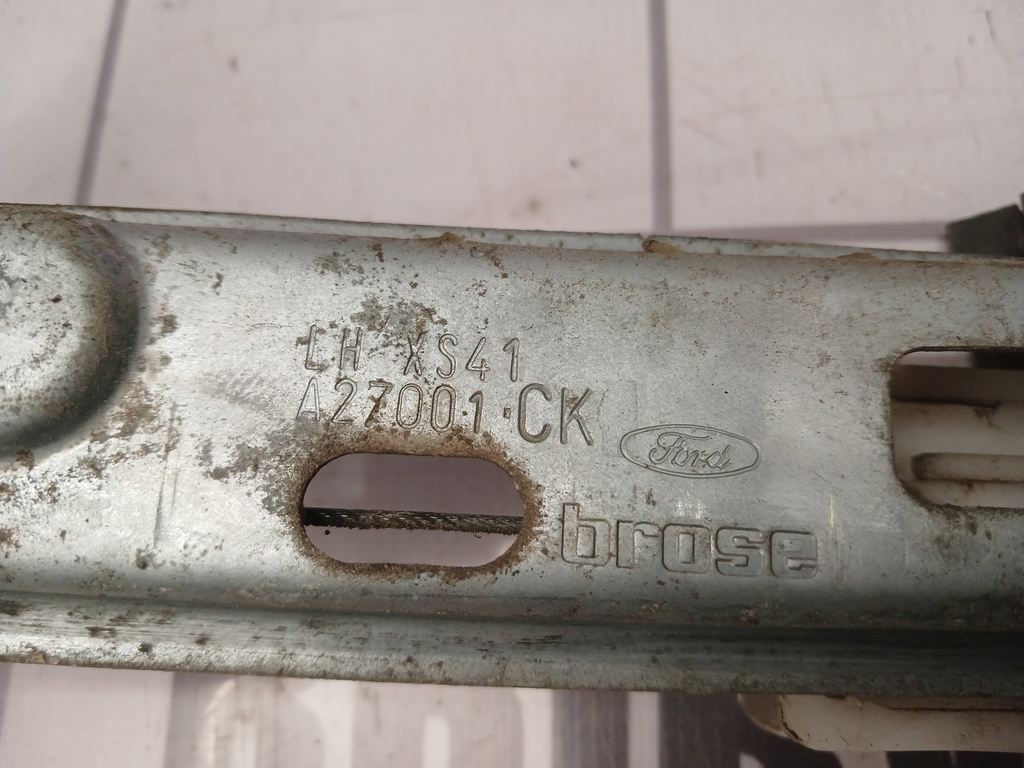 LH XS41
A27001 CK
Ford
brose